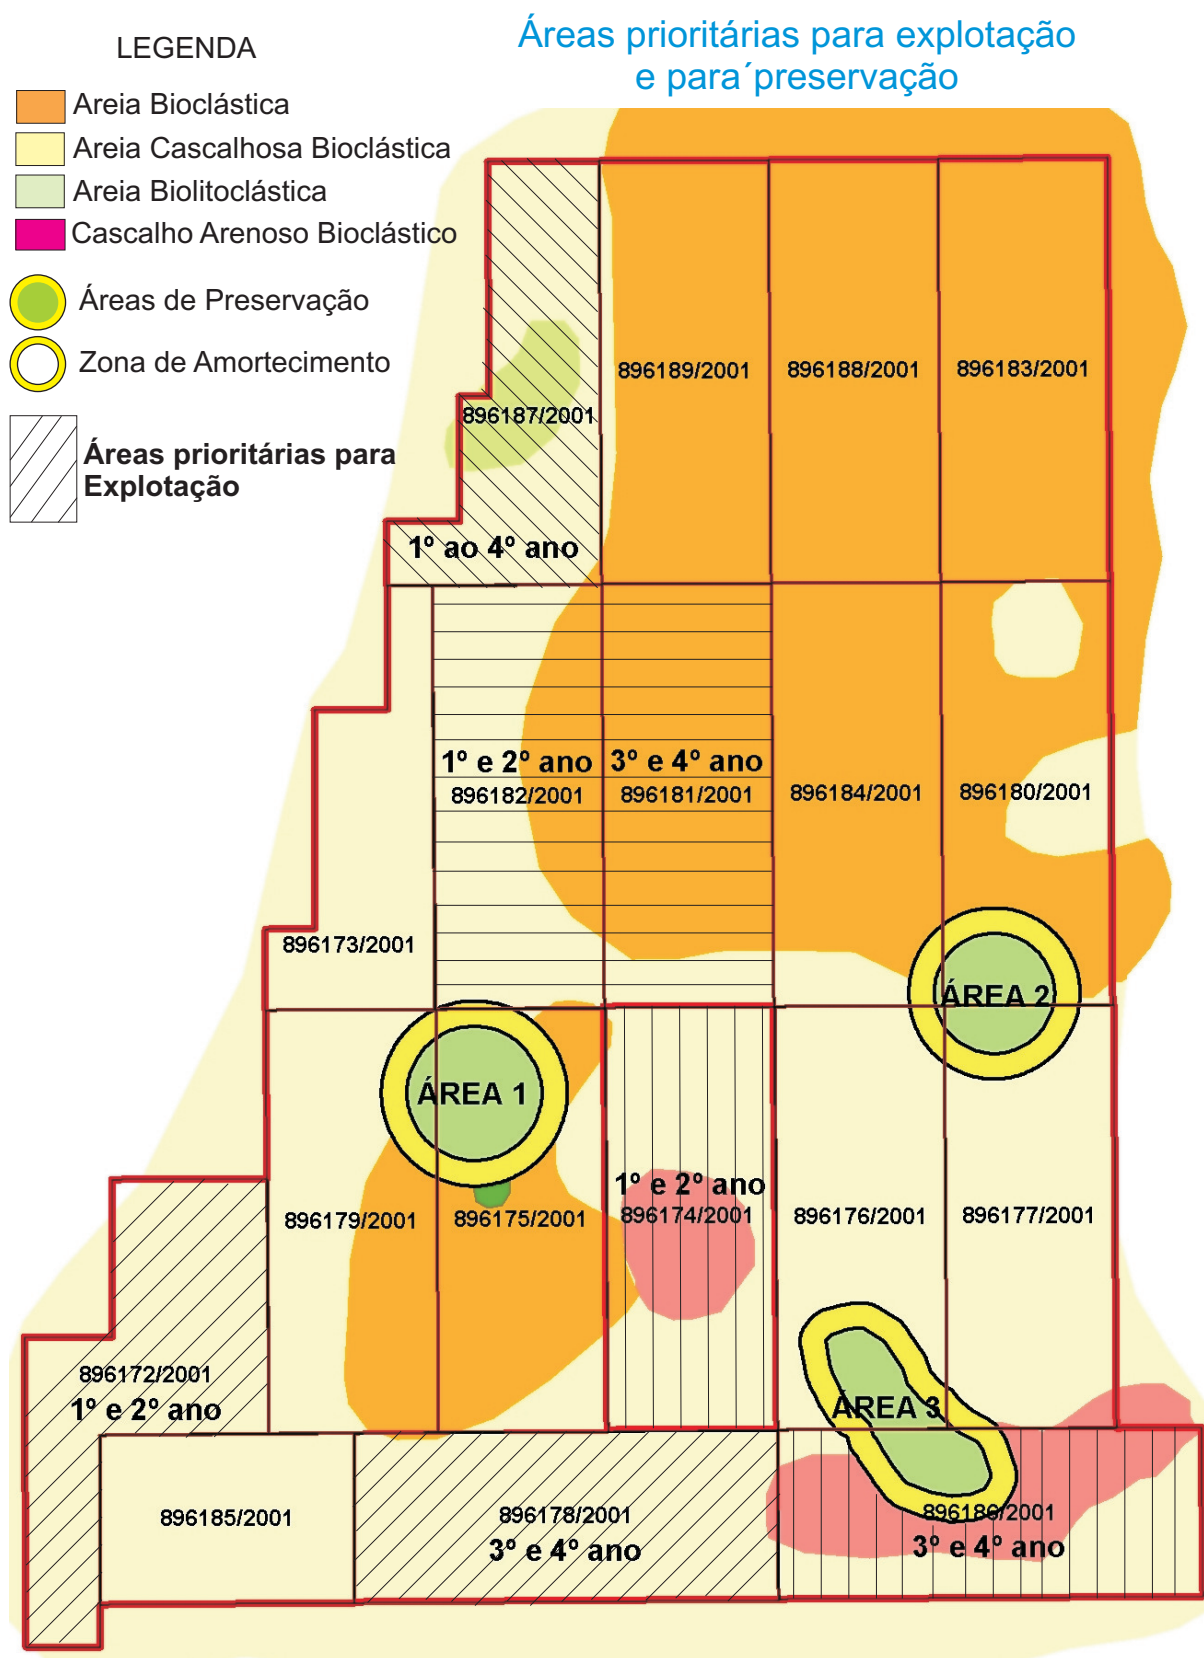 LEGENDA
Áreas prioritárias para explotação
e para´preservação
Areia Bioclástica
Areia Cascalhosa Bioclástica
Areia Biolitoclástica
Cascalho Arenoso Bioclástico
Áreas de Preservação
Zona de Amortecimento
Áreas prioritárias para
Explotação
896189/2001
896188/2001
896183/2001
896187/2001
1º ao 4º ano
1º e 2º ano
3º e 4º ano
896182/2001
896181/2001
896184/2001
896180/2001
896173/2001
ÁREA 2
ÁREA 1
1º e 2º ano
896179/2001
896175/2001
896174/2001
896176/2001
896177/2001
896172/2001
1º e 2º ano
ÁREA 3
896185/2001
896178/2001
3º e 4º ano
896186/2001
3º e 4º ano